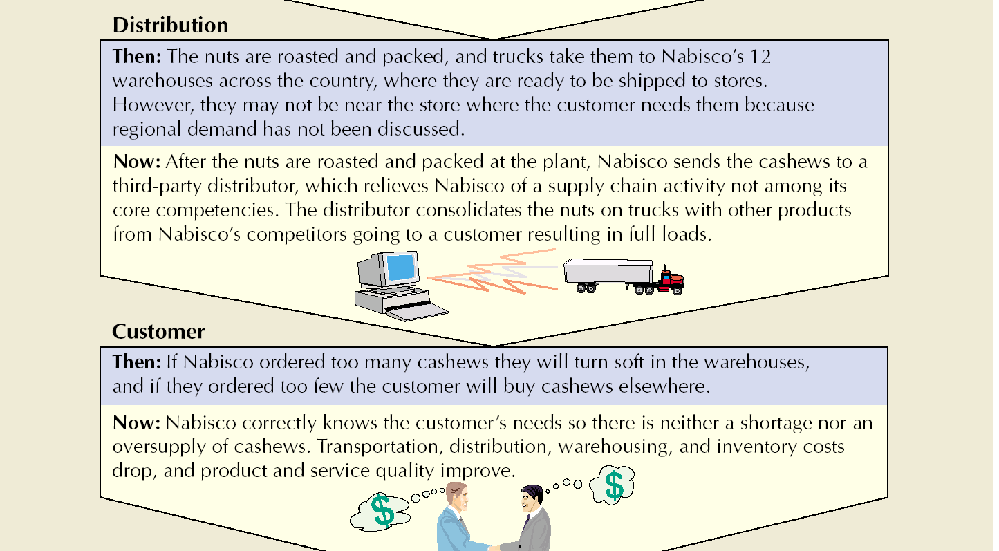 Distribution
Then: The nuts are roasted and packed, and trucks take them to Nabisco's 12
warehouses across the country, where they are ready to be shipped to stores.
However, they may not be near the store where the customer needs them because
regional demand has not been discussed.
Now: After the nuts are roasted and packed at the plant, Nabisco sends the cashews to a
third-party distributor, which relieves Nabisco of a supply chain activity not among its
core competencies. The distributor consolidates the nuts on trucks with other products
from Nabisco's competitors going to a customer resulting in full loads.
Customer
Then: If Nabisco ordered too many cashews they will turn soft in the warehouses,
and if they ordered too few the customer will buy cashews elsewhere.
Now: Nabisco correctly knows the customer's needs so there is neither a shortage nor an
oversupply of cashews. Transportation, distribution, warehousing, and inventory costs
drop, and product and service quality improve.
$
$